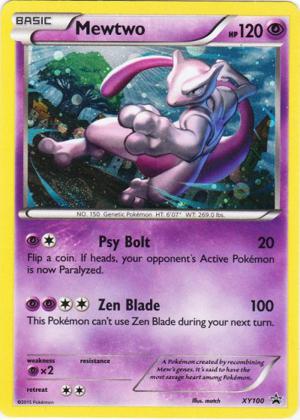 BASIC
Mewtwo
HP 120
NO. 150 Genetic Pokémon HT: 6'07" WT: 269.0 lbs.
Psy Bolt 20
Flip a coin. If heads, your opponent's Active Pokémon
is now Paralyzed.
Zen Blade 100
This Pokémon can't use Zen Blade during your next turn.
weakness resistance
×2
retreat
A Pokémon created by recombining
Mew's genes. It's said to have the
most savage heart among Pokémon.
©2015 Pokémon
Illus. match XY100